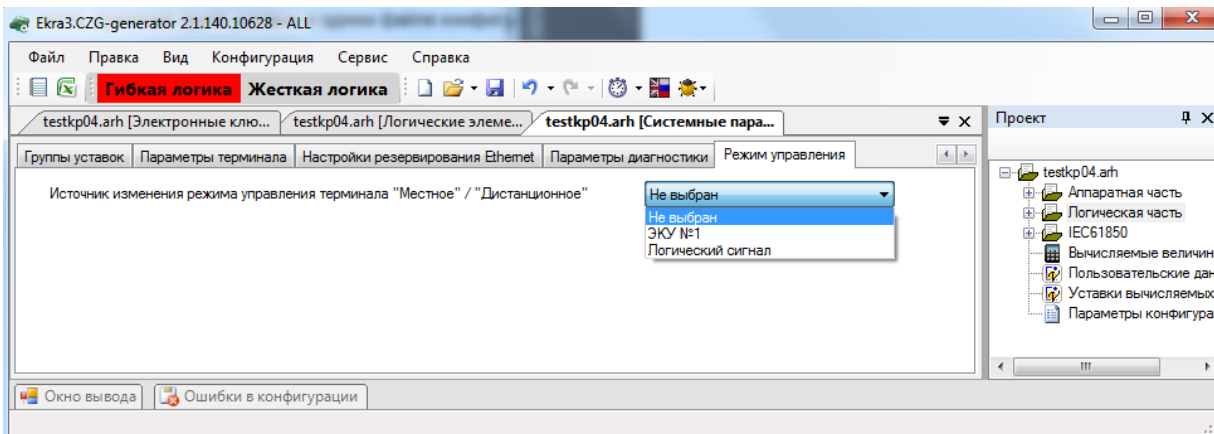 Ekra3.CZG-generator 2.1.140.10628 - ALL
Файл Правка Вид Конфигурация Сервис Справка
Гибкая логика Жесткая логика
testkp04.arh [Электронные клю... testkp04.arh [Логические элеме... testkp04.arh [Системные пара...
Группы уставок Параметры терминала Настройки резервирования Ethernet Параметры диагностики Режим управления
Источник изменения режима управления терминала "Местное" / "Дистанционное" Не выбран
Не выбран
ЭКУ №1
Логический сигнал
Проект
testkp04.arh
Аппаратная часть
Логическая часть
IEC61850
Вычисляемые величин
Пользовательские дан
Уставки вычисляемых
Параметры конфигура
Окно вывода Ошибки в конфигурации